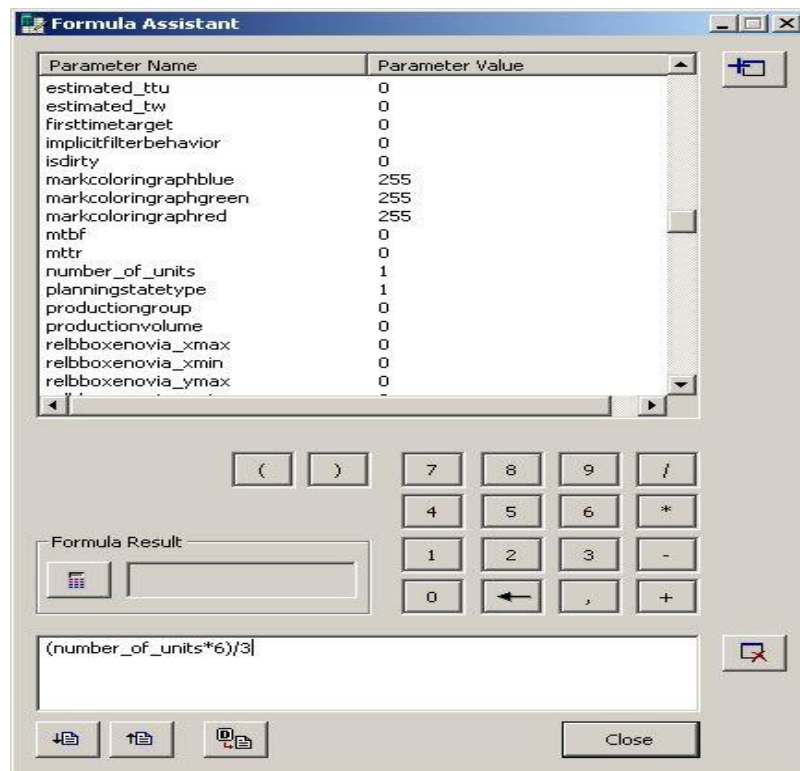 Formula Assistant
Parameter Name Parameter Value
estimated_ttu 0
estimated_tw 0
firsttimetarget 0
implicitfilterbehavior 0
isdirty 0
markcoloringraphblue 255
markcoloringraphgreen 255
markcoloringraphred 255
mtbf 0
mttr 0
number_of_units 1
planningstatetype 1
productiongroup 0
productionvolume 0
relbboxenovia_xmax 0
relbboxenovia_xmin 0
relbboxenovia_ymax 0
( ) 7 8 9 /
4 5 6 *
Formula Result
1 2 3 -
0 , +
(number_of_units*6)/3
Close